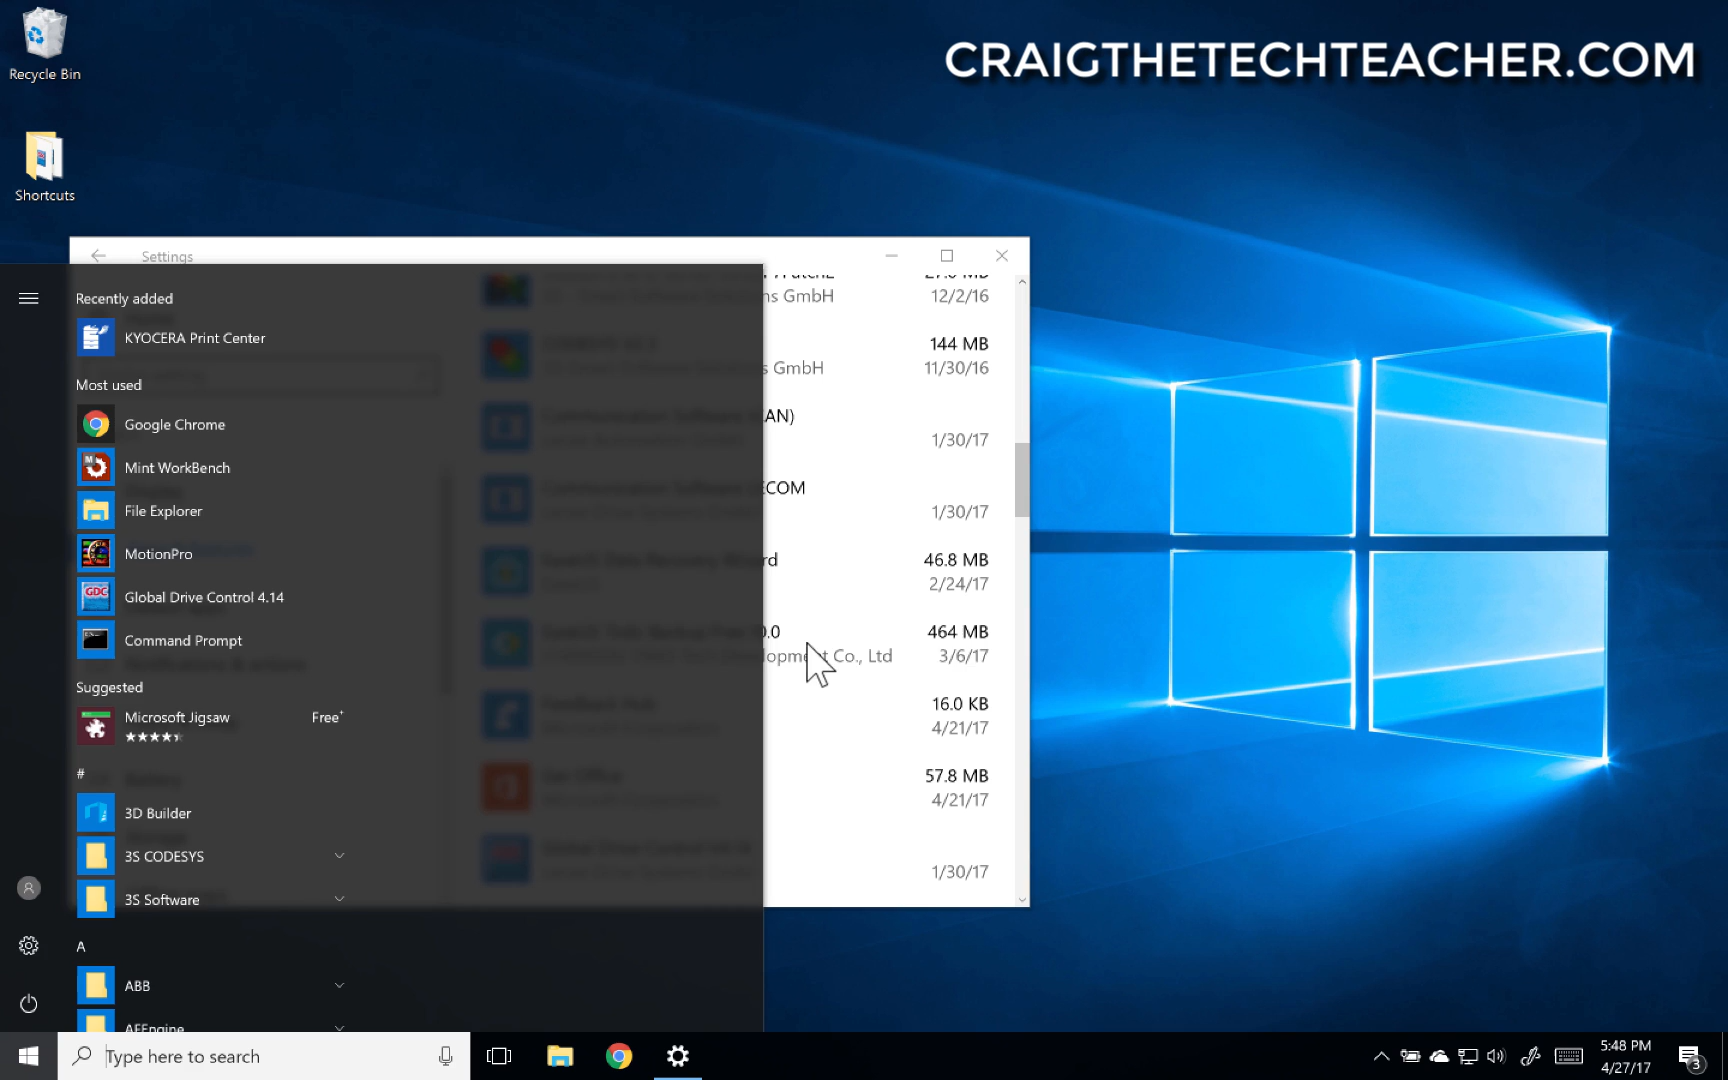 Recycle Bin
CRAIGTHETECHTEACHER.COM
Shortcuts
Settings
Recently added
KYOCERA Print Center
Most used
Google Chrome
Mint WorkBench
File Explorer
MotionPro
Global Drive Control 4.14
Command Prompt
Suggested
Microsoft Jigsaw
Free+
#
3D Builder
3S CODESYS
3S Software
A
ABB
AFEngine
GmbH
12/2/16
144 MB
GmbH
11/30/16
1/30/17
1/30/17
46.8 MB
2/24/17
464 MB
Co., Ltd
3/6/17
16.0 KB
4/21/17
57.8 MB
4/21/17
1/30/17
Type here to search
5:48 PM
4/27/17
3